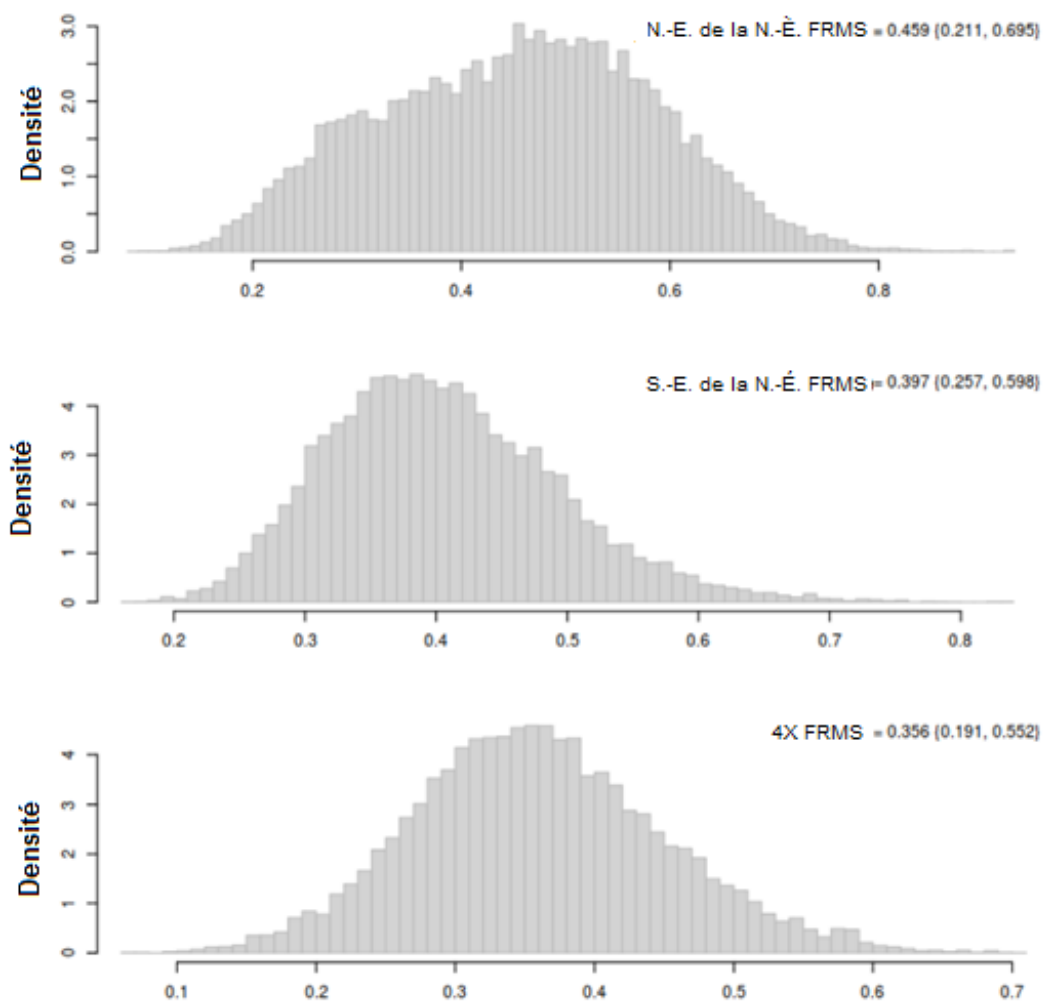 N.-E. de la N.-È. FRMS = 0.459 {0.211, 0.695}
Densité
0.0 1.0 2.0 3.0
0.2 0.4 0.6 0.8
S.-E. de la N.-É. FRMS = 0.397 {0.257, 0.598}
Densité
0 1 2 3 4
0.2 0.3 0.4 0.5 0.6 0.7 0.8
4X FRMS = 0.356 {0.191, 0.552}
Densité
0 1 2 3 4
0.1 0.2 0.3 0.4 0.5 0.6 0.7